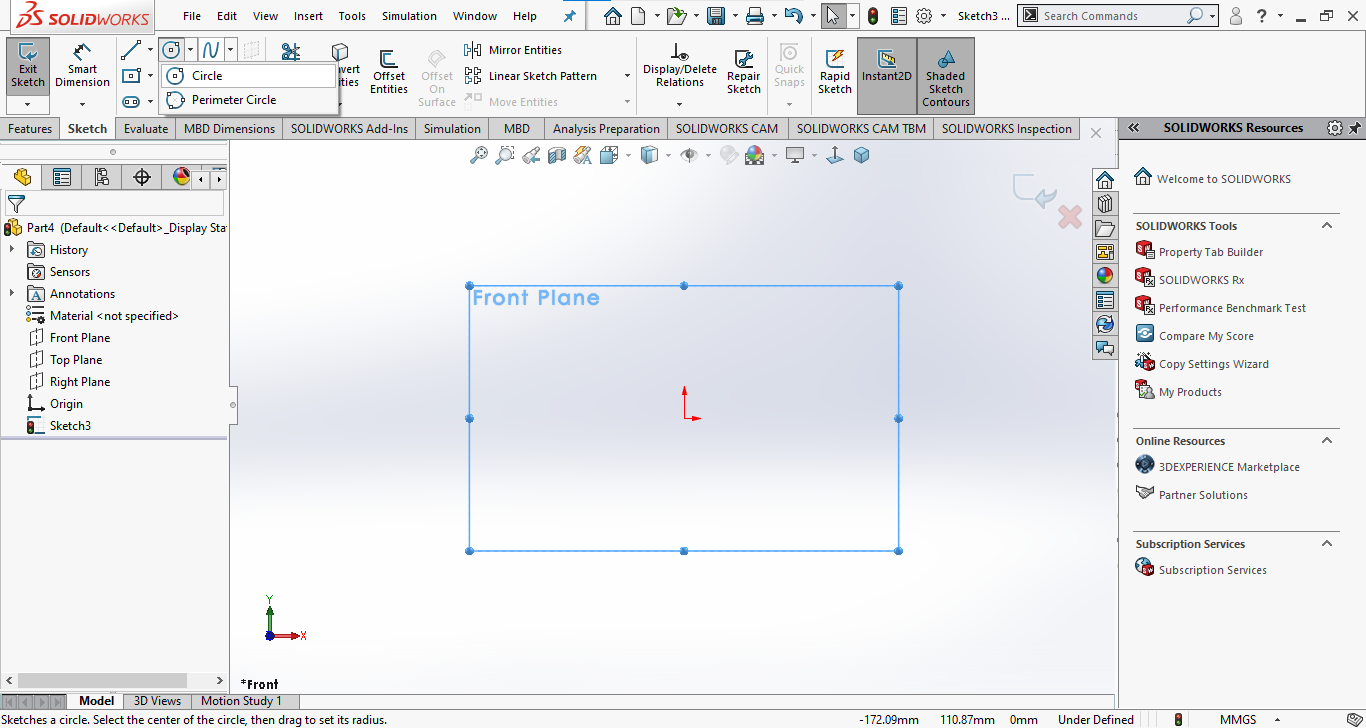 SOLIDWORKS File Edit View Insert Tools Simulation Window Help Sketch3 ... Search Commands ?
Exit Sketch
Smart Dimension
Circle
Perimeter Circle
vert
ities
Offset Entities
Offset On Surface
Mirror Entities
Linear Sketch Pattern
Move Entities
Display/Delete Relations
Repair Sketch
Quick Snaps
Rapid Sketch
Instant2D
Shaded Sketch Contours
Features Sketch Evaluate MBD Dimensions SOLIDWORKS Add-Ins Simulation MBD Analysis Preparation SOLIDWORKS CAM SOLIDWORKS CAM TBM SOLIDWORKS Inspection
Part4 (Default<<Default>_Display Sta
History
Sensors
Annotations
Material <not specified>
Front Plane
Top Plane
Right Plane
Origin
Sketch3
Front Plane
Y
X
*Front
SOLIDWORKS Resources
Welcome to SOLIDWORKS
SOLIDWORKS Tools
Property Tab Builder
SOLIDWORKS Rx
Performance Benchmark Test
Compare My Score
Copy Settings Wizard
My Products
Online Resources
3DEXPERIENCE Marketplace
Partner Solutions
Subscription Services
Subscription Services
Model 3D Views Motion Study 1
Sketches a circle. Select the center of the circle, then drag to set its radius. -172.09mm 110.87mm 0mm Under Defined MMGS